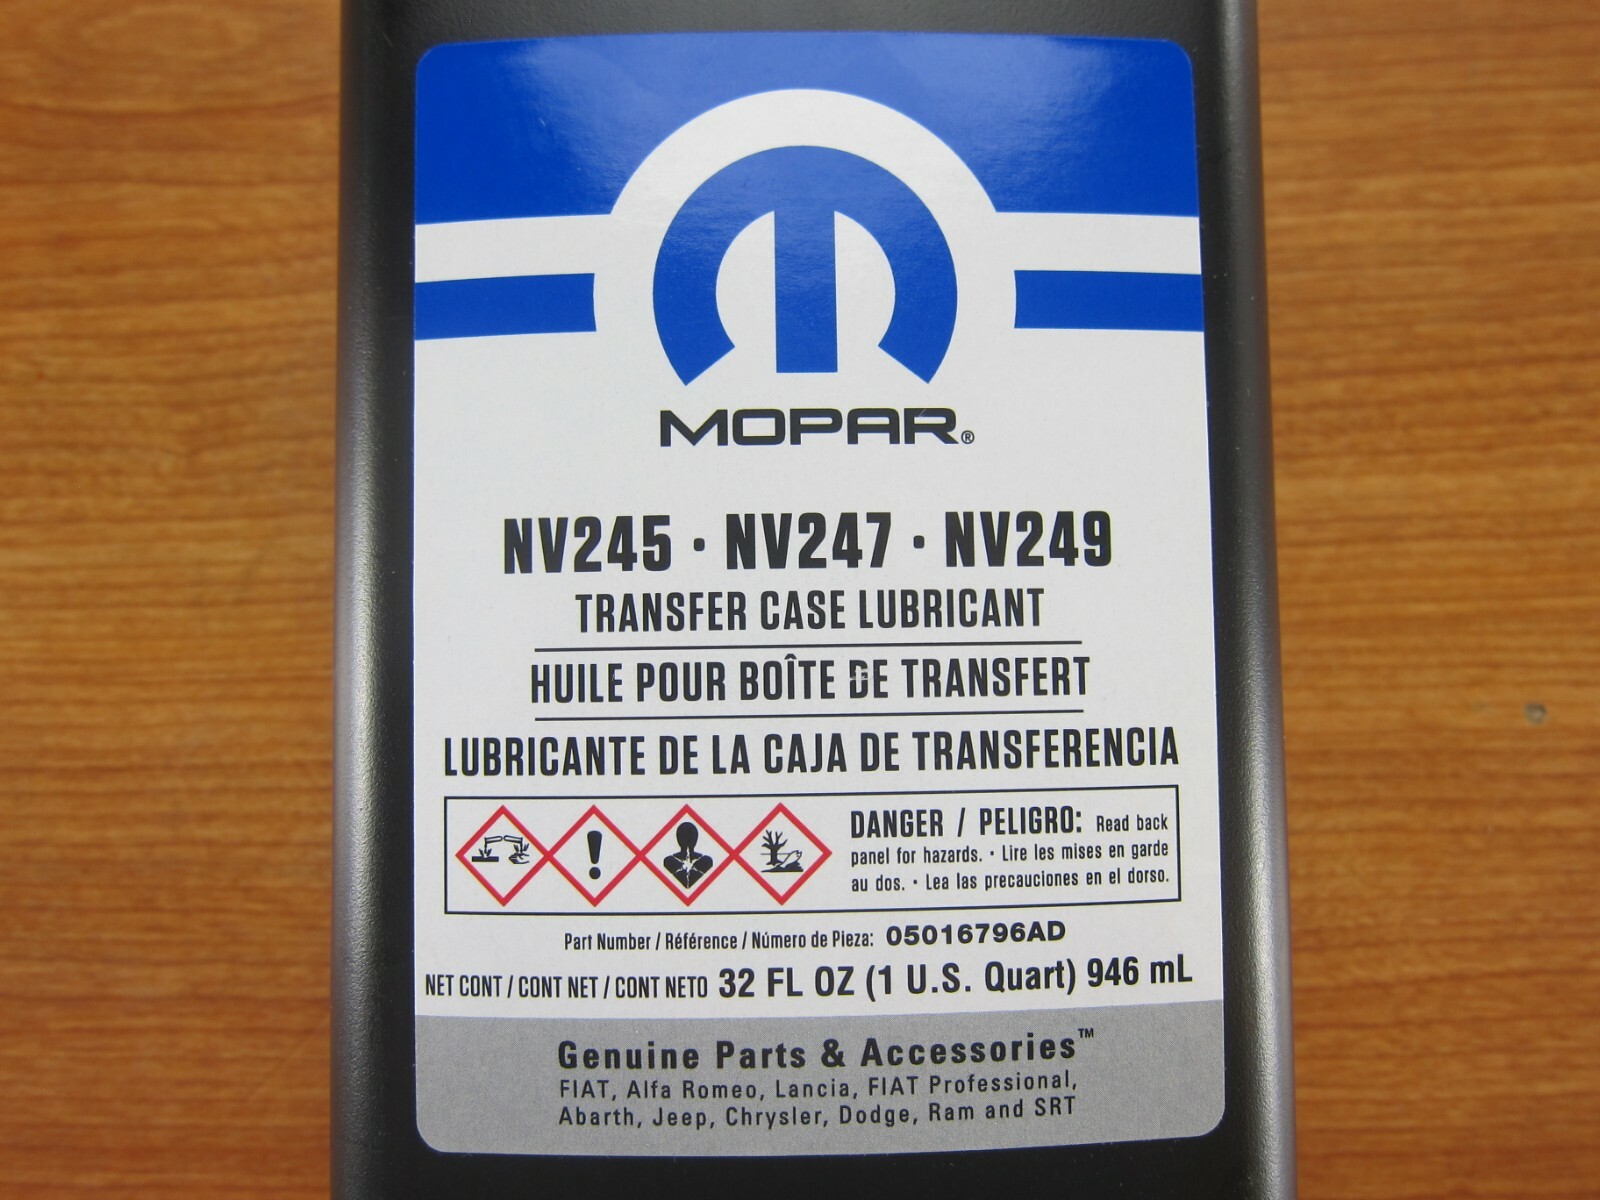 MOPAR®
NV245 · NV247 · NV249
TRANSFER CASE LUBRICANT
HUILE POUR BOÎTE DE TRANSFERT
LUBRICANTE DE LA CAJA DE TRANSFERENCIA
DANGER / PELIGRO: Read back
panel for hazards. · Lire les mises en garde
au dos. · Lea las precauciones en el dorso.
Part Number / Référence / Número de Pieza: 05016796AD
NET CONT / CONT NET / CONT NETO 32 FL OZ (1 U.S. Quart) 946 mL
Genuine Parts & Accessories™
FIAT, Alfa Romeo, Lancia, FIAT Professional,
Abarth, Jeep, Chrysler, Dodge, Ram and SRT